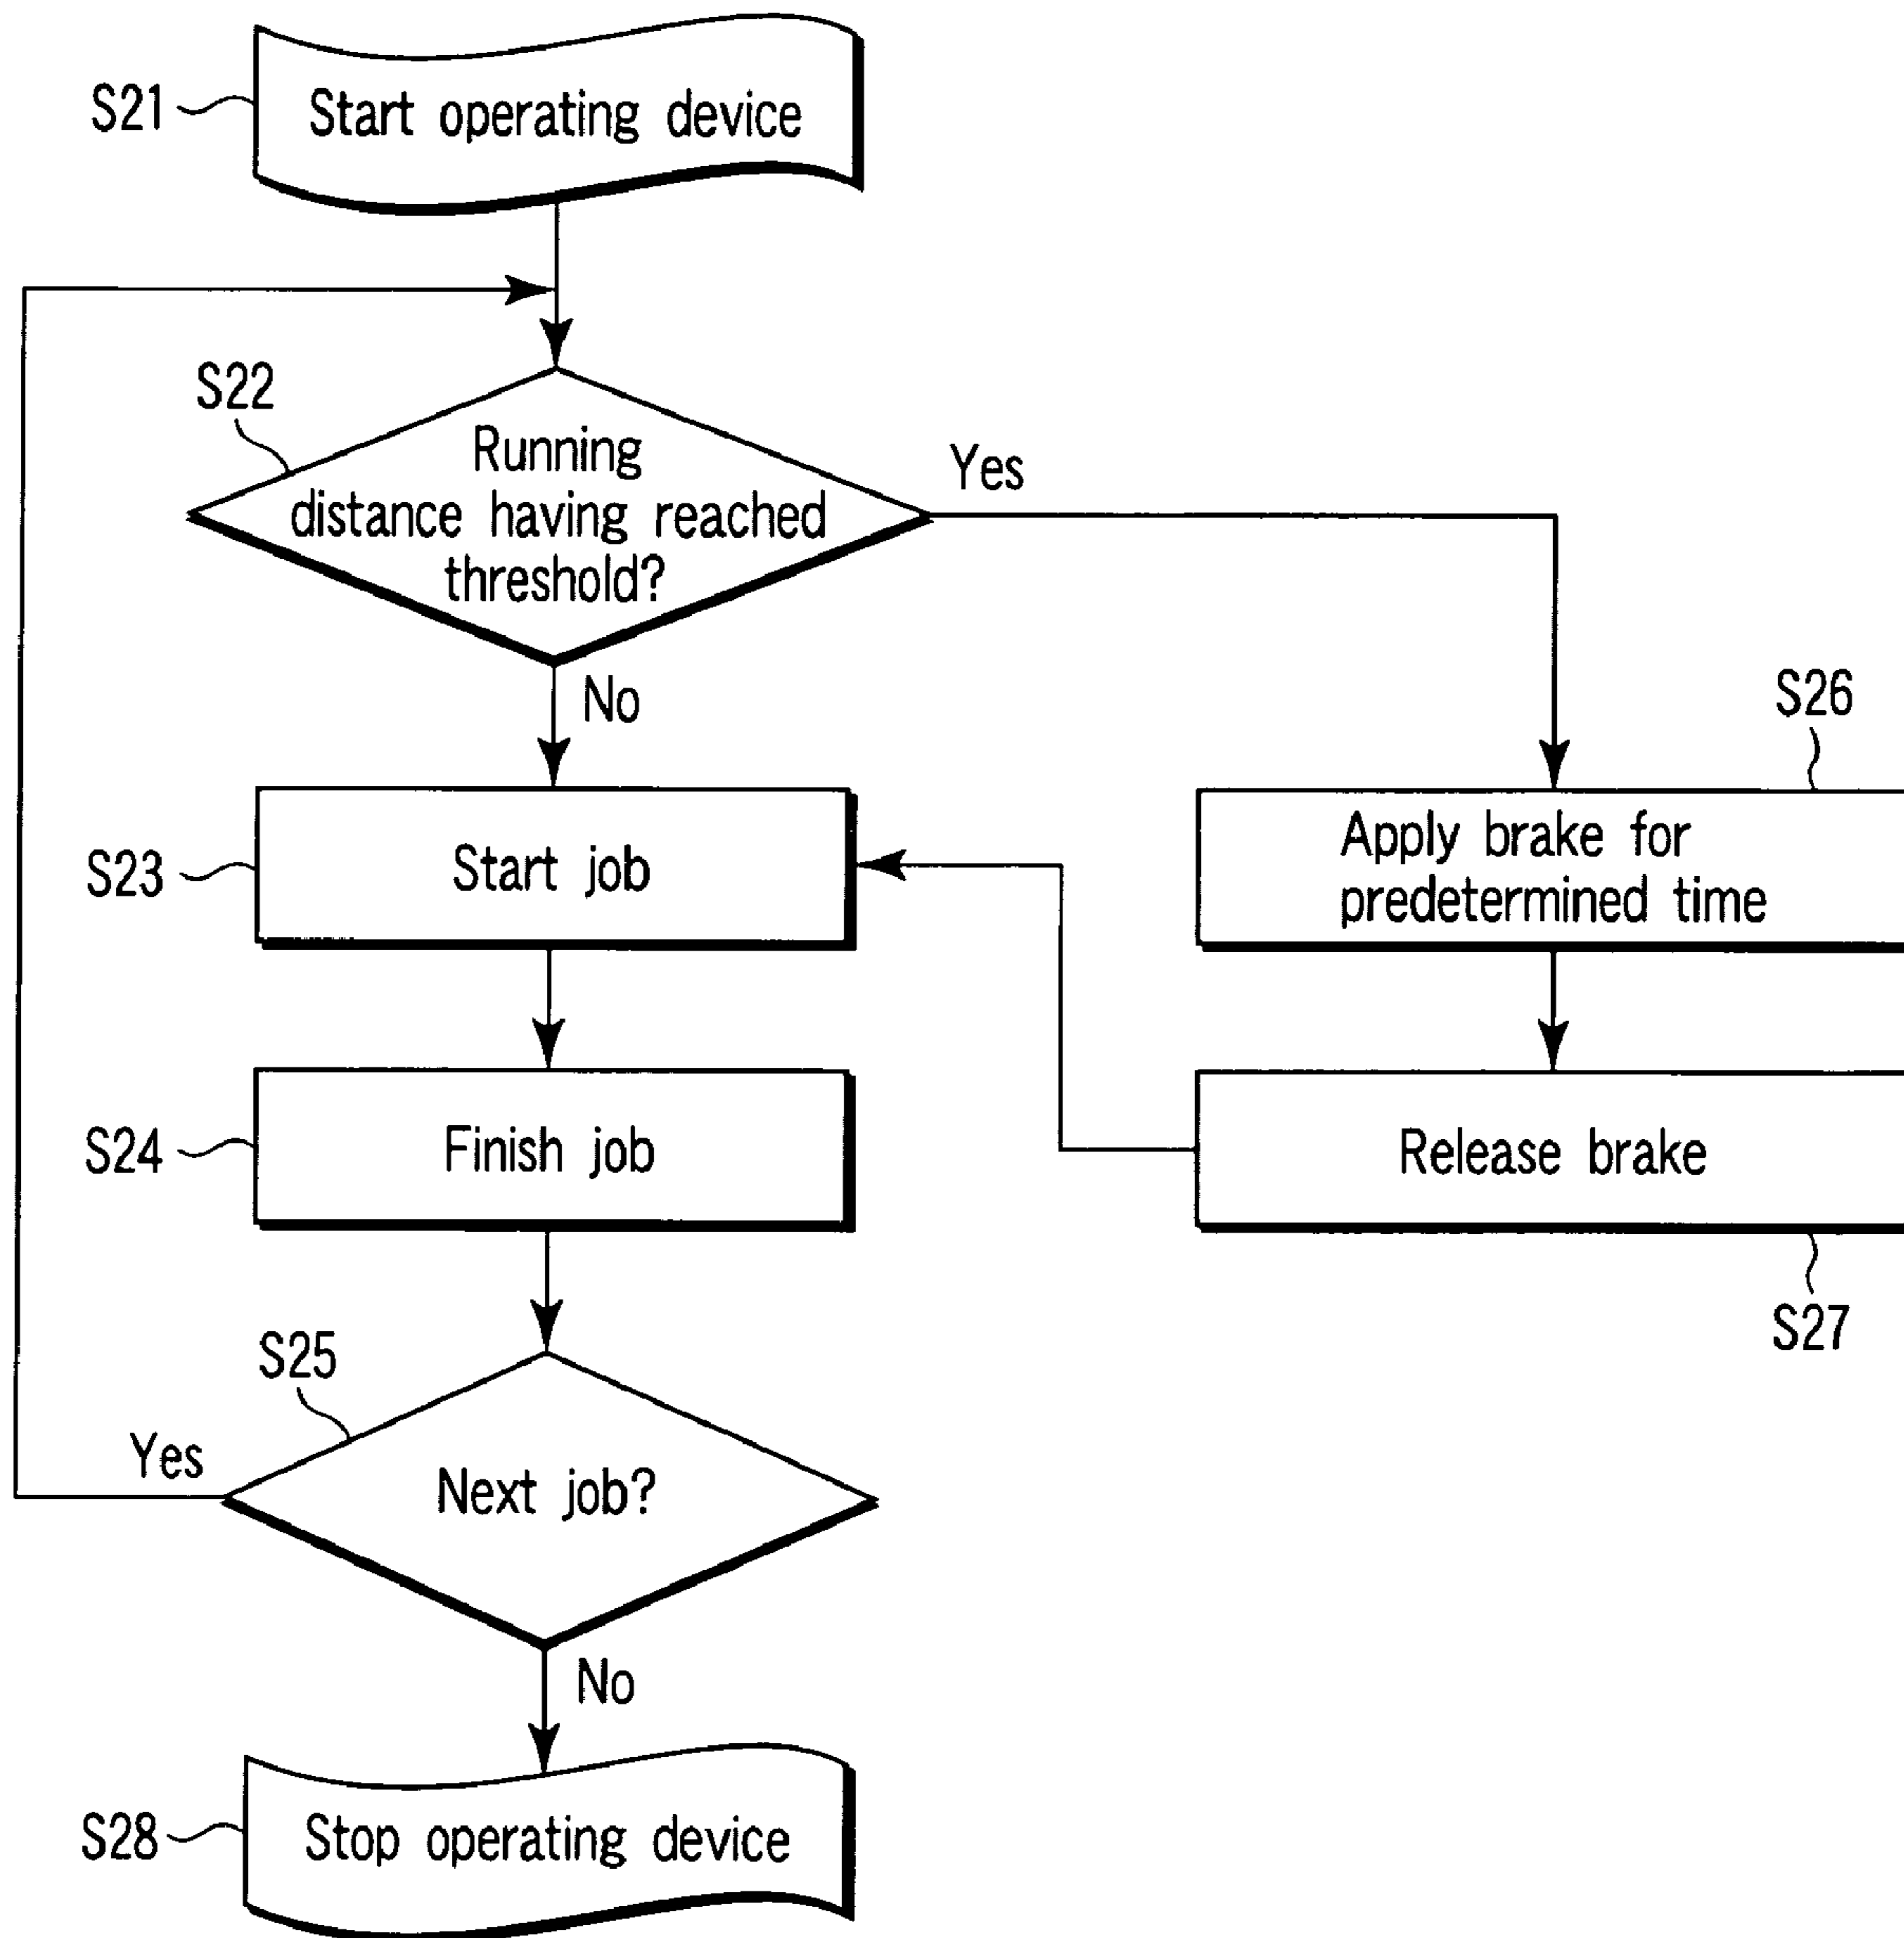 S21
Start operating device
S22
Running
distance having reached
threshold?
Yes
No
S26
S23
Start job
Apply brake for
predetermined time
S24
Finish job
Release brake
S27
S25
Yes
Next job?
No
S28
Stop operating device